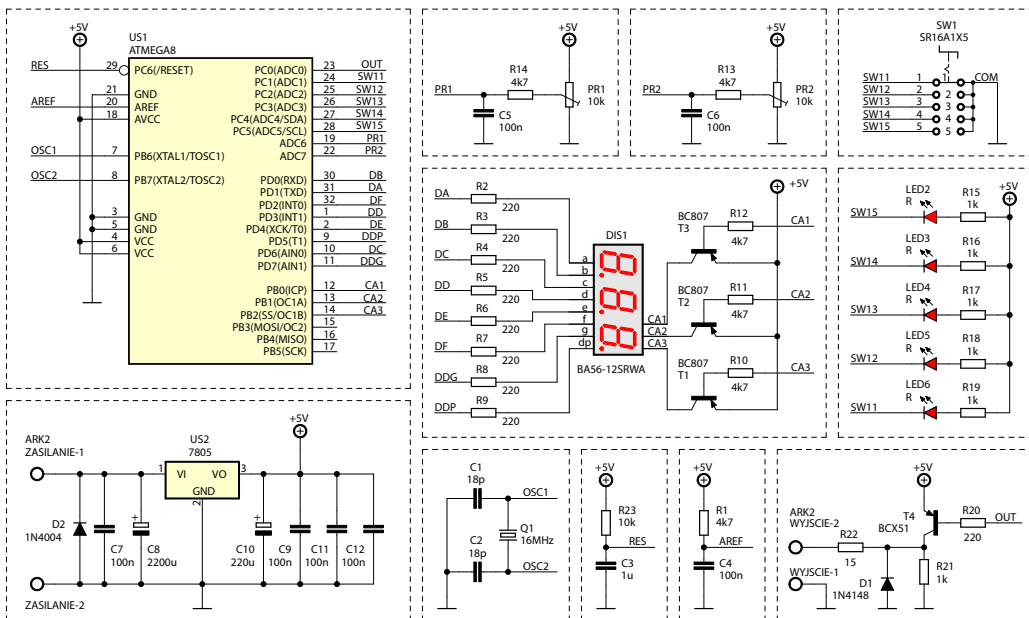 +5V
US1
ATMEGA8
RES 29 PC6(/RESET) PC0(ADC0) 23 OUT
PC1(ADC1) 24 SW11
21 GND PC2(ADC2) 25 SW12
AREF 20 AREF PC3(ADC3) 26 SW13
18 AVCC PC4(ADC4/SDA) 27 SW14
PC5(ADC5/SCL) 28 SW15
ADC6 19 PR1
OSC1 7 PB6(XTAL1/TOSC1) ADC7 22 PR2
OSC2 8 PB7(XTAL2/TOSC2) PD0(RXD) 30 DB
PD1(TXD) 31 DA
PD2(INT0) 32 DF
3 GND PD3(INT1) 1 DD
5 GND PD4(XCK/T0) 2 DE
4 VCC PD5(T1) 9 DDP
6 VCC PD6(AIN0) 10 DC
PD7(AIN1) 11 DDG
PB0(ICP) 12 CA1
PB1(OC1A) 13 CA2
PB2(SS/OC1B) 14 CA3
PB3(MOSI/OC2) 15
PB4(MISO) 16
PB5(SCK) 17
+5V
R14
4k7
PR1
PR1
10k
C5
100n
+5V
R13
4k7
PR2
PR2
10k
C6
100n
SW1
SR16A1X5
SW11 1 1 COM
SW12 2 2
SW13 3 3
SW14 4 4
SW15 5 5
DA R2 220
DB R3 220
DC R4 220
DD R5 220
DE R6 220
DF R7 220
DDG R8 220
DDP R9 220
DIS1
a
b
c
d
e
f
g
dp
8.
8.
8.
CA1
CA2
CA3
BA56-12SRWA
+5V
BC807
T3
R12
4k7
CA1
BC807
T2
R11
4k7
CA2
BC807
T1
R10
4k7
CA3
+5V
LED2 R15
R 1k
SW15
LED3 R16
R 1k
SW14
LED4 R17
R 1k
SW13
LED5 R18
R 1k
SW12
LED6 R19
R 1k
SW11
ARK2
ZASILANIE-1
US2
7805
+5V
1 VI VO 3
GND
2
D2
1N4004
C7
100n
+
C8
2200u
+
C10
220u
C9
100n
C11
100n
C12
100n
ZASILANIE-2
C1
18p
OSC1
Q1
16MHz
C2
18p
OSC2
+5V
R23
10k
RES
C3
1u
+5V
R1
4k7
AREF
C4
100n
+5V
T4
BCX51
R20
220
OUT
ARK2
WYJSCIE-2
R22
15
WYJSCIE-1
D1
1N4148
R21
1k